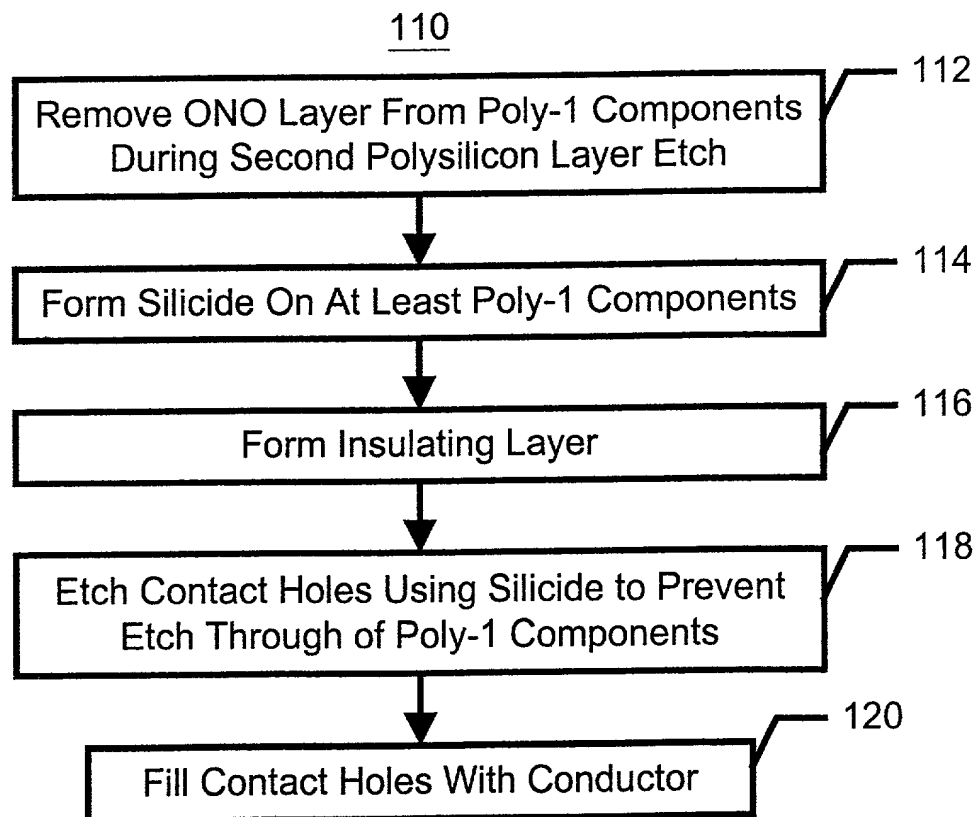 110
112
Remove ONO Layer From Poly-1 Components
During Second Polysilicon Layer Etch
114
Form Silicide On At Least Poly-1 Components
116
Form Insulating Layer
118
Etch Contact Holes Using Silicide to Prevent
Etch Through of Poly-1 Components
120
Fill Contact Holes With Conductor